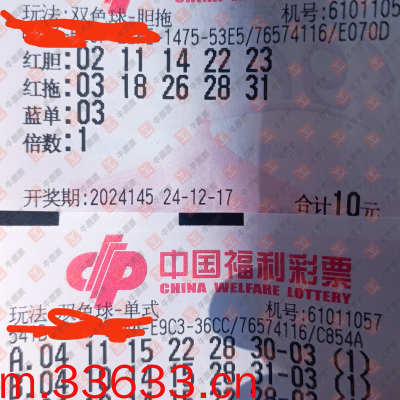 玩法:双色球-胆拖 机号:61011057
1475-53E5/76574116/E070D
红胆:02 11 14 22 23
红拖:03 18 26 28 31
蓝单:03
倍数:1
开奖期:2024145 24-12-17 合计10元
中国福利彩票
CHINA WELFARE LOTTERY
玩法:双色球-单式 机号:61011057
E9C3-36CC/76574116/C854A
A.04 11 15 22 28 30-03 (1)
m.33633.cn